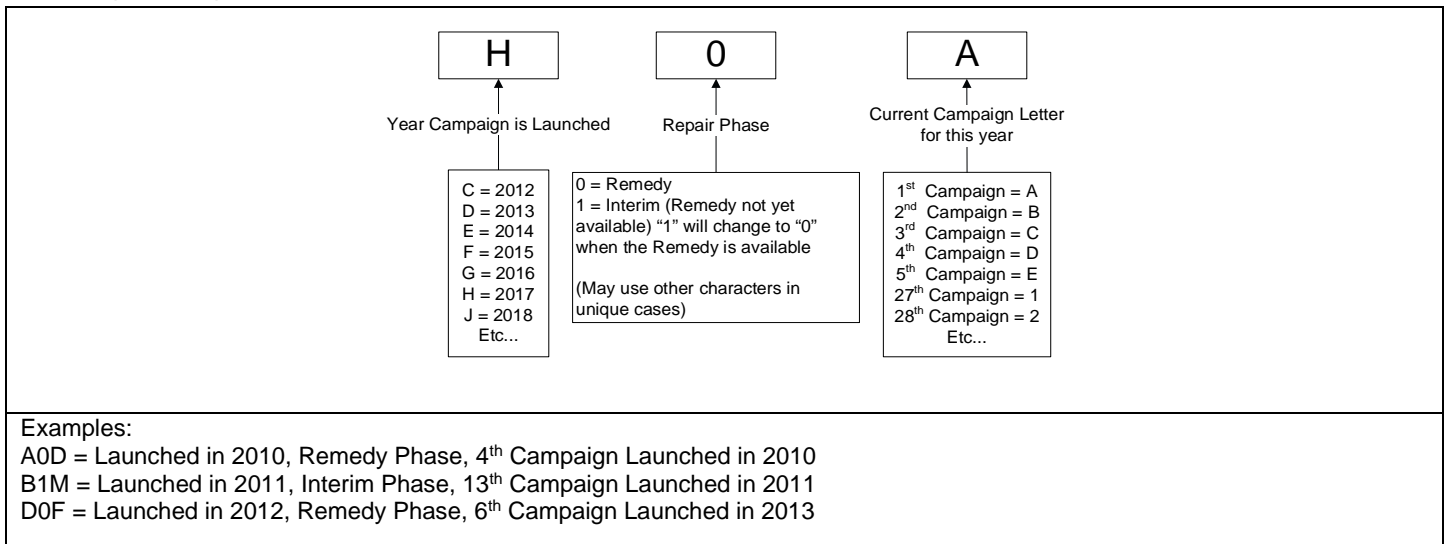 H 0 A
Year Campaign is Launched
Repair Phase
Current Campaign Letter
for this year
C = 2012
D = 2013
E = 2014
F = 2015
G = 2016
H = 2017
J = 2018
Etc...
0 = Remedy
1 = Interim (Remedy not yet
available) “1” will change to “0”
when the Remedy is available
(May use other characters in
unique cases)
1st Campaign = A
2nd Campaign = B
3rd Campaign = C
4th Campaign = D
5th Campaign = E
27th Campaign = 1
28th Campaign = 2
Etc...
Examples:
A0D = Launched in 2010, Remedy Phase, 4th Campaign Launched in 2010
B1M = Launched in 2011, Interim Phase, 13th Campaign Launched in 2011
D0F = Launched in 2012, Remedy Phase, 6th Campaign Launched in 2013